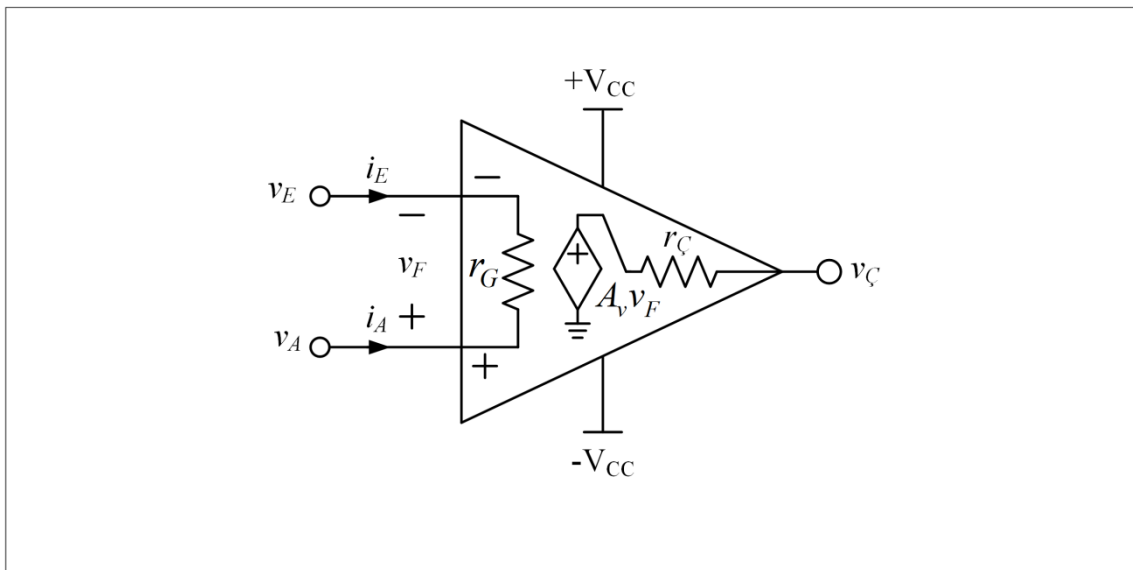 +V_CC
i_E
v_E
−
−
r_Ç
v_F
r_G
+
v_Ç
A_v v_F
i_A
+
v_A
+
-V_CC